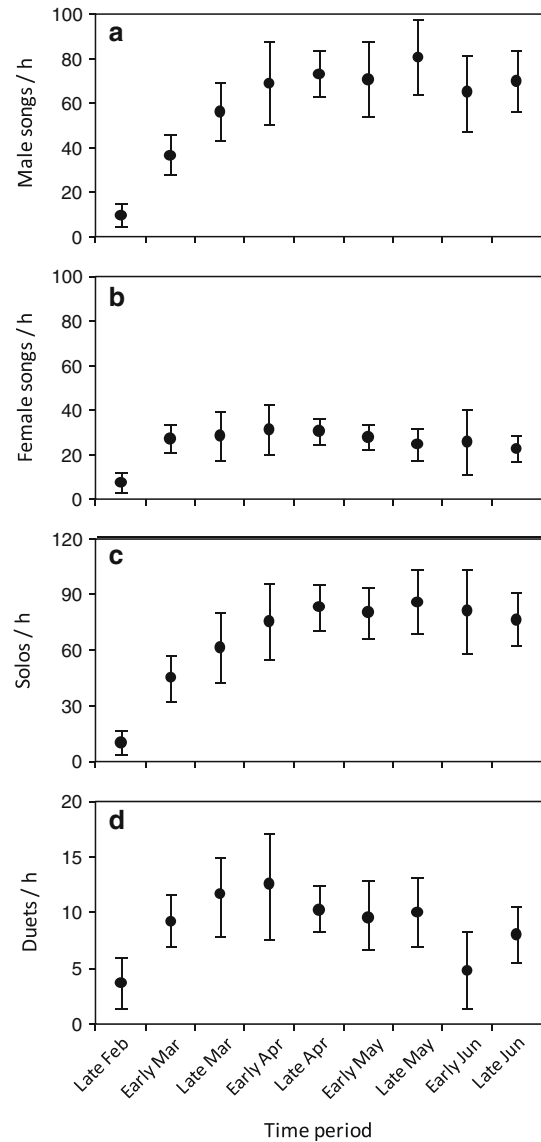 a
100
80
60
40
20
0
Male songs / h
b
100
80
60
40
20
0
Female songs / h
c
120
90
60
30
0
Solos / h
d
20
15
10
5
0
Duets / h
Late Feb
Early Mar
Late Mar
Early Apr
Late Apr
Early May
Late May
Early Jun
Late Jun
Time period